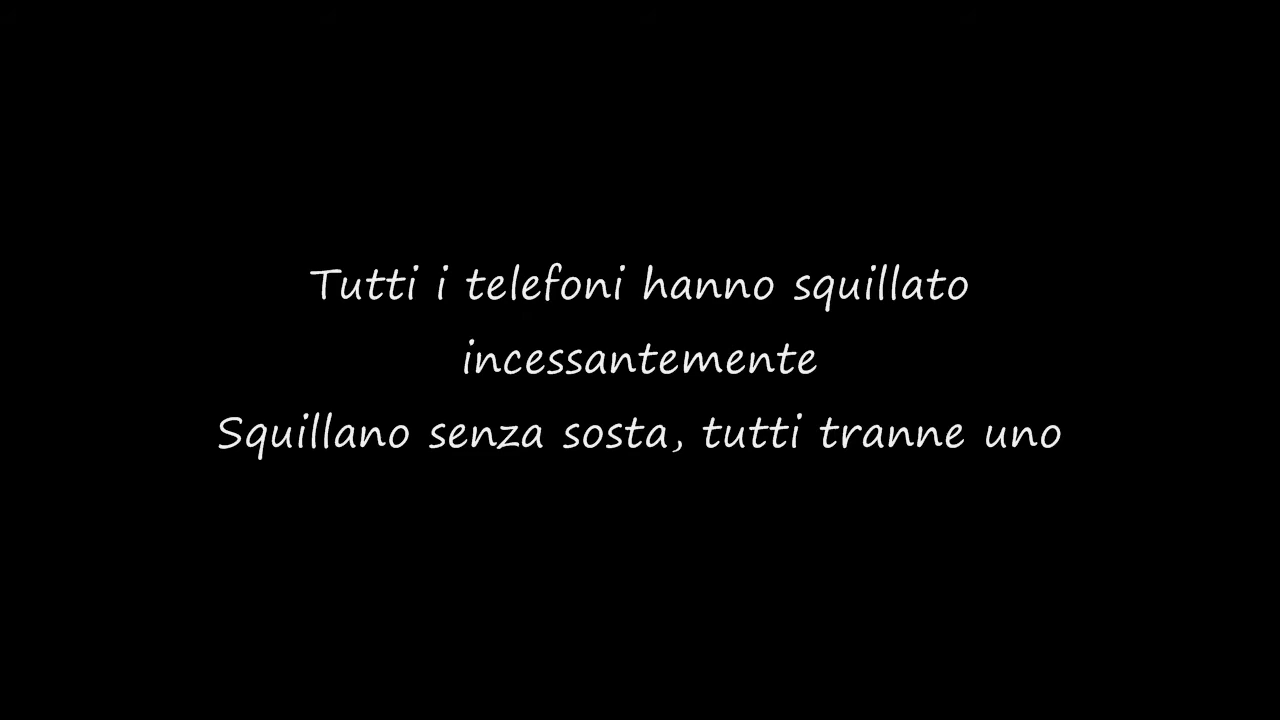 Tutti i telefoni hanno squillato
incessantemente
Squillano senza sosta, tutti tranne uno